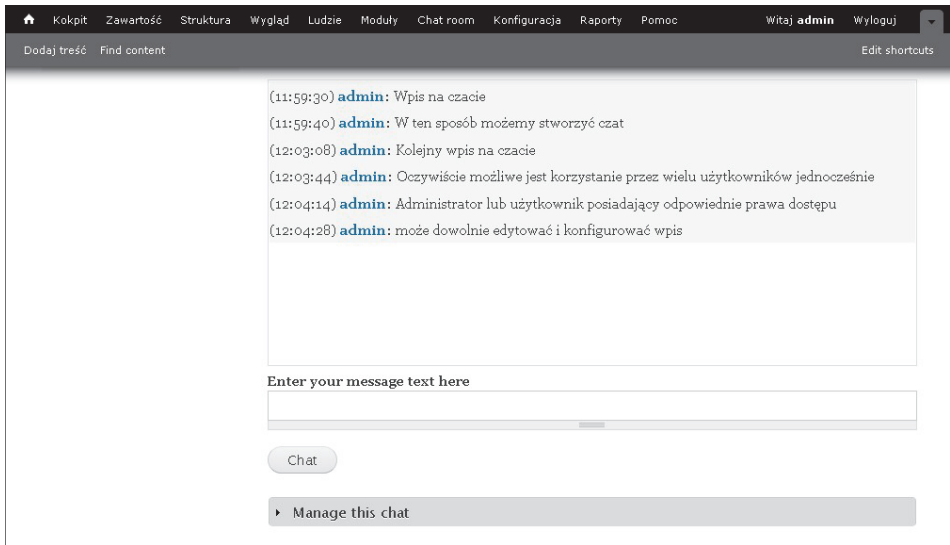 Kokpit Zawartość Struktura Wygląd Ludzie Moduły Chat room Konfiguracja Raporty Pomoc Witaj admin Wyloguj
Dodaj treść Find content Edit shortcuts
(11:59:30) admin: Wpis na czacie
(11:59:40) admin: W ten sposób możemy stworzyć czat
(12:03:08) admin: Kolejny wpis na czacie
(12:03:44) admin: Oczywiście możliwe jest korzystanie przez wielu użytkowników jednocześnie
(12:04:14) admin: Administrator lub użytkownik posiadający odpowiednie prawa dostępu
(12:04:28) admin: może dowolnie edytować i konfigurować wpis
Enter your message text here
Chat
Manage this chat